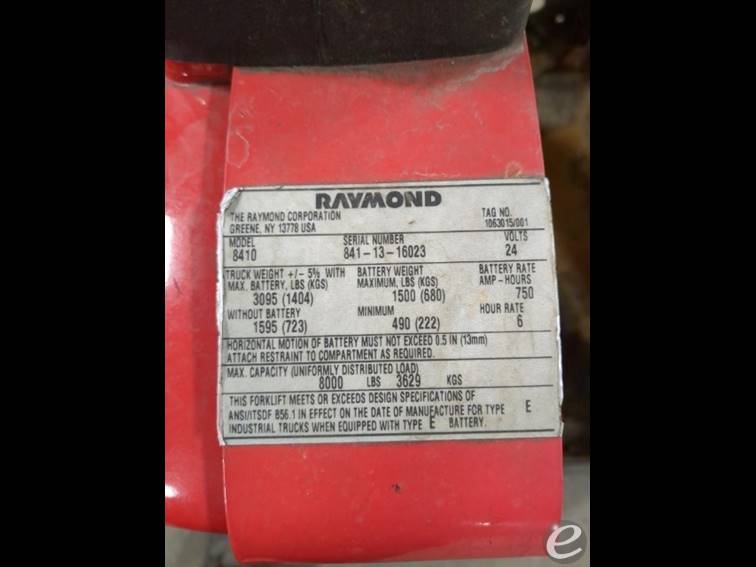 RAYMOND
THE RAYMOND CORPORATION
GREENE, NY 13778 USA
TAG NO.
1063015/001
MODEL
8410
SERIAL NUMBER
841-13-16023
VOLTS
24
TRUCK WEIGHT +/- 5% WITH
MAX. BATTERY, LBS (KGS)
3095 (1404)
BATTERY WEIGHT
MAXIMUM, LBS (KGS)
1500 (680)
BATTERY RATE
AMP-HOURS
750
WITHOUT BATTERY
1595 (723)
MINIMUM
490 (222)
HOUR RATE
6
HORIZONTAL MOTION OF BATTERY MUST NOT EXCEED 0.5 IN (13mm)
ATTACH RESTRAINT TO COMPARTMENT AS REQUIRED.
MAX. CAPACITY (UNIFORMLY DISTRIBUTED LOAD)
8000 LBS 3629 KGS
THIS FORKLIFT MEETS OR EXCEEDS DESIGN SPECIFICATIONS OF
ANSI/ITSDF B56.1 IN EFFECT ON THE DATE OF MANUFACTURE FOR TYPE E
INDUSTRIAL TRUCKS WHEN EQUIPPED WITH TYPE E BATTERY.
e